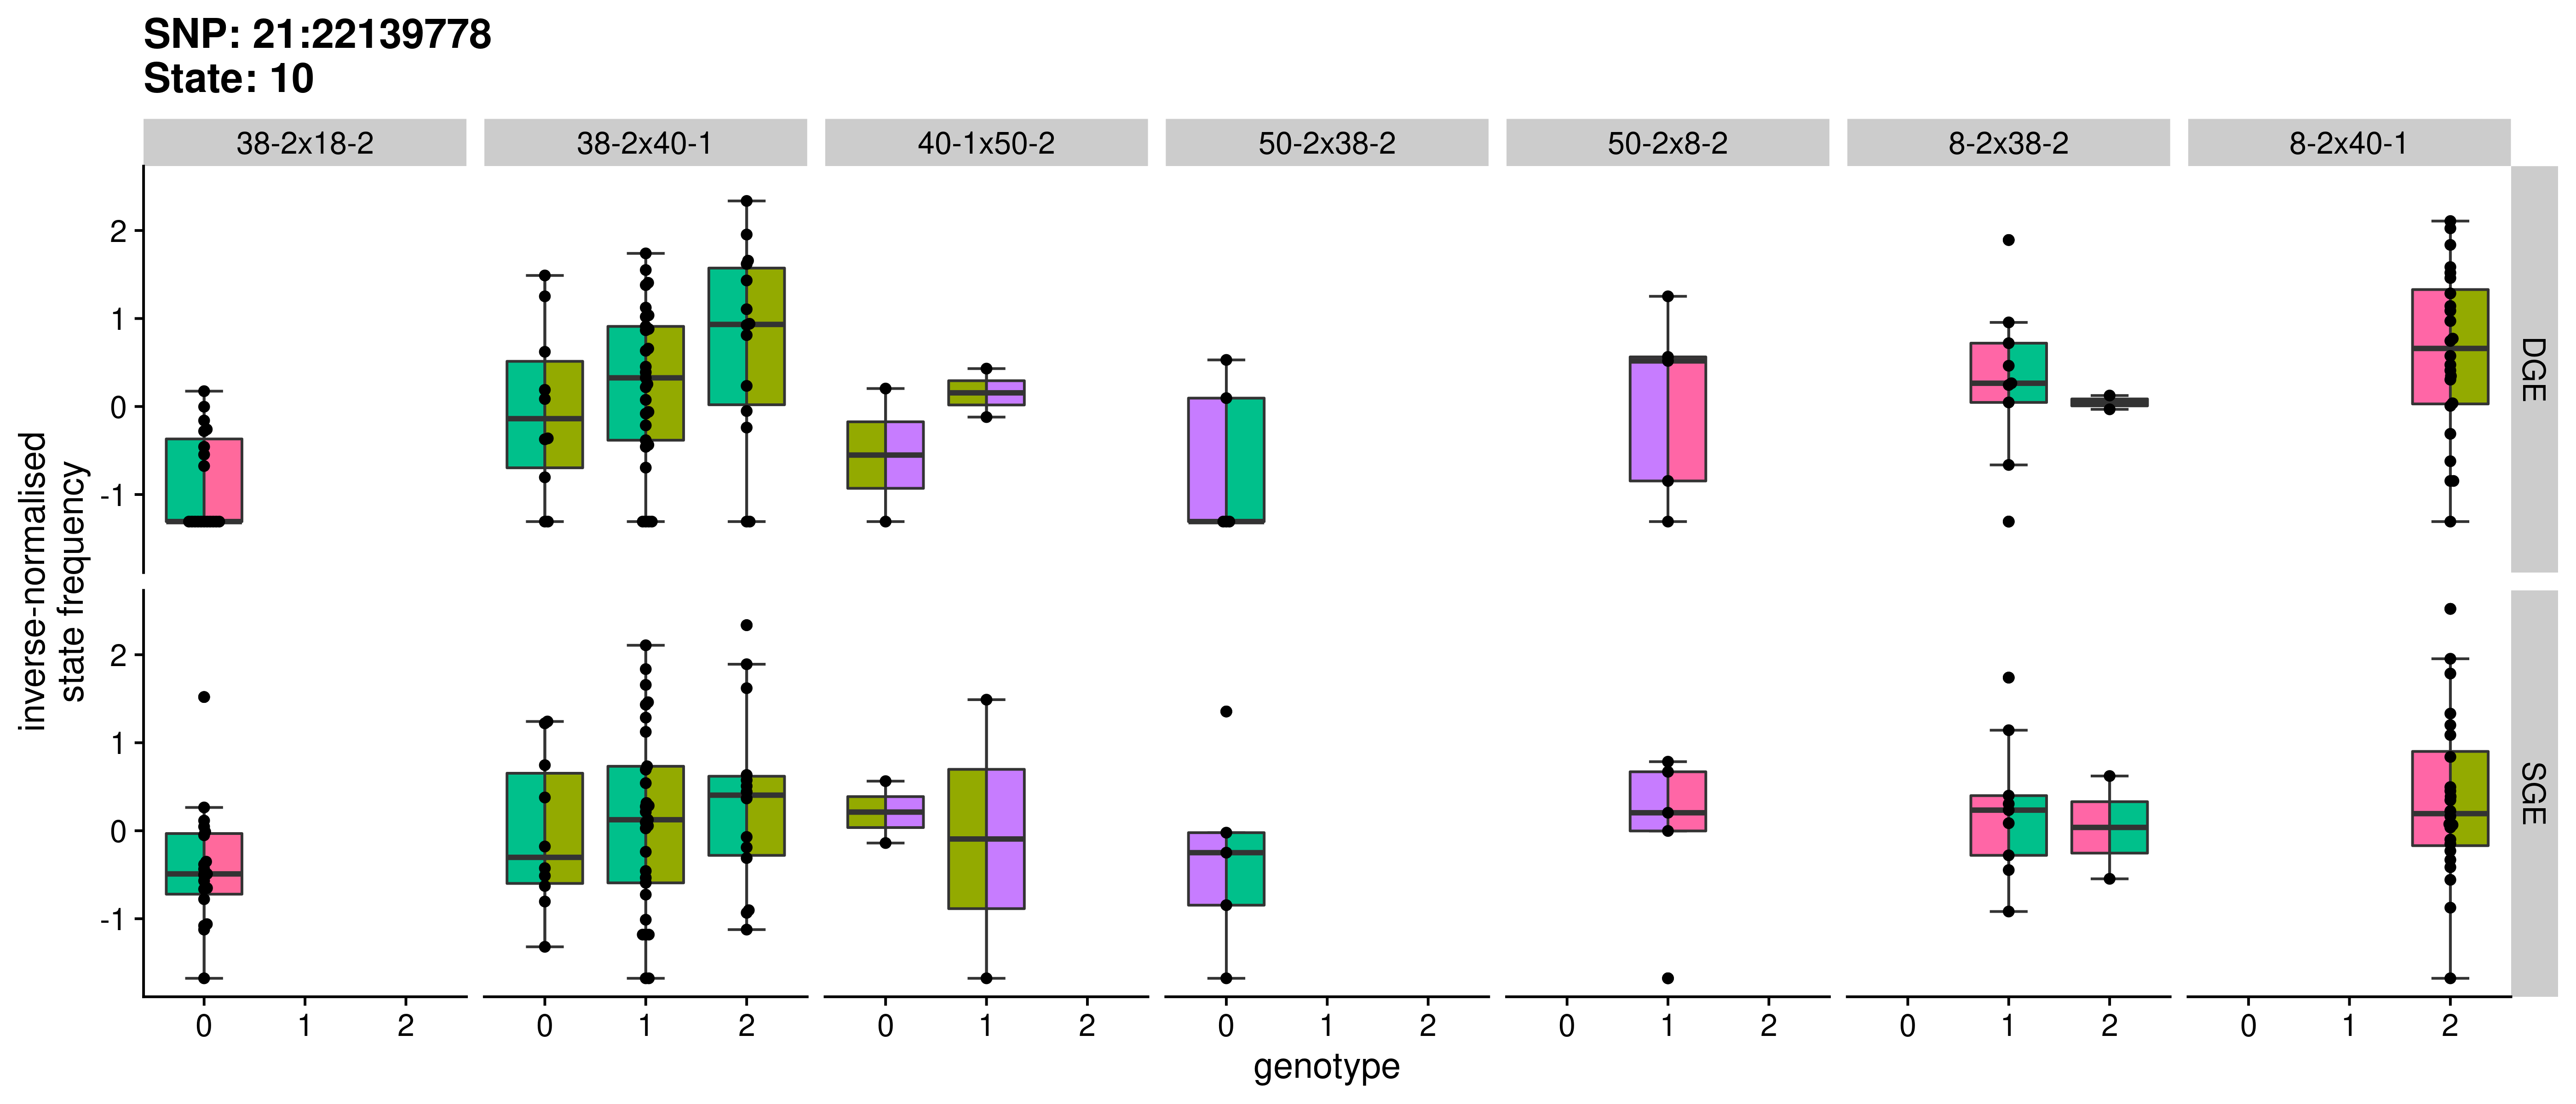 SNP: 21:22139778
State: 10
38-2x18-2 38-2x40-1 40-1x50-2 50-2x38-2 50-2x8-2 8-2x38-2 8-2x40-1
inverse-normalised
state frequency
2
1
0
-1
DGE
2
1
0
-1
SGE
0 1 2 0 1 2 0 1 2 0 1 2 0 1 2 0 1 2 0 1 2
genotype